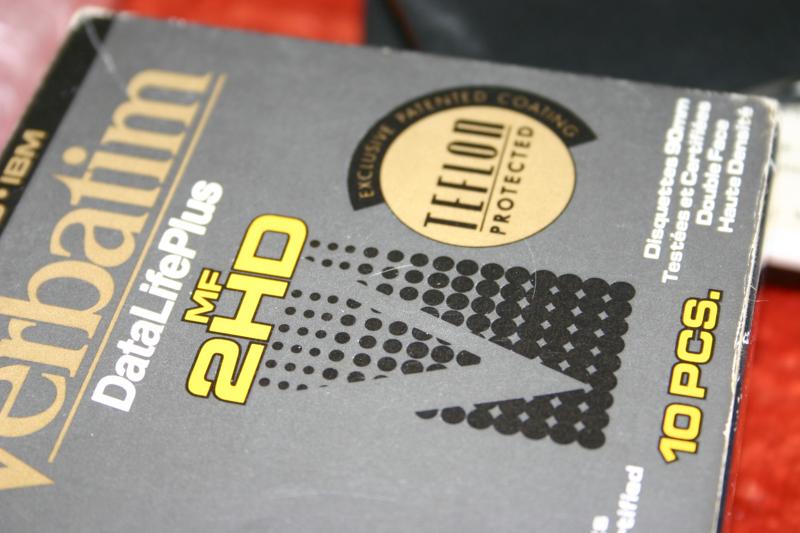 IBM
verbatim
DataLifePlus
MF
2HD
EXCLUSIVE PATENTED COATING
TEFLON
PROTECTED
Disquettes 90mm
Testées et Certifiées
Double Face
Haute Densité
10 PCS.